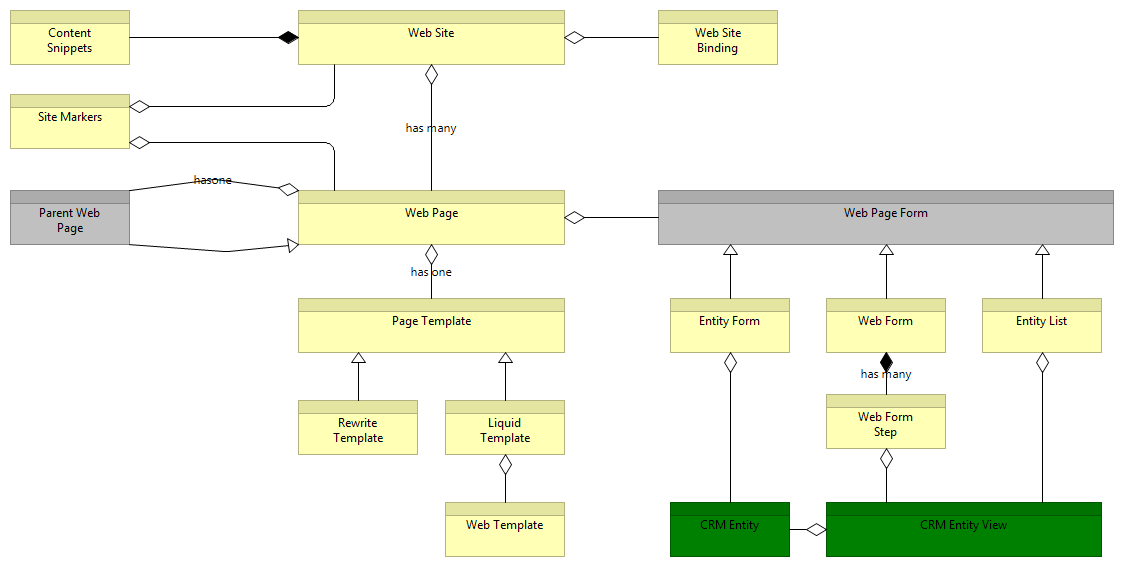 Content
Snippets
Web Site
Web Site
Binding
Site Markers
has many
hasone
Parent Web
Page
Web Page
Web Page Form
has one
Page Template
Entity Form
Web Form
Entity List
has many
Rewrite
Template
Liquid
Template
Web Form
Step
Web Template
CRM Entity
CRM Entity View